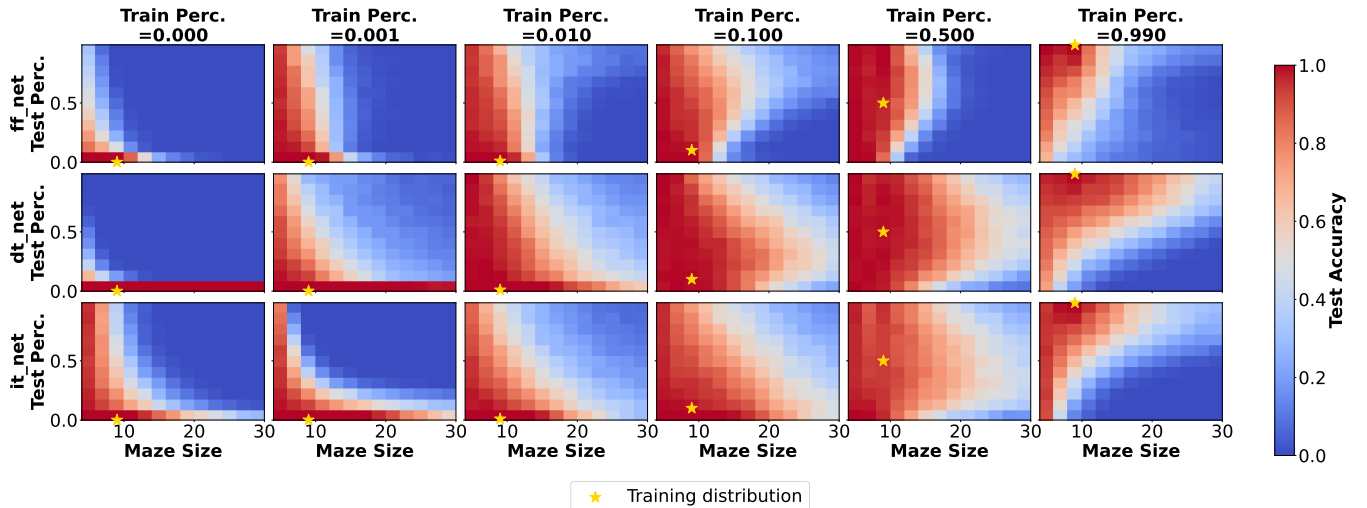 Train Perc.
=0.000
Train Perc.
=0.001
Train Perc.
=0.010
Train Perc.
=0.100
Train Perc.
=0.500
Train Perc.
=0.990
ff_net
Test Perc.
0.5
0.0
dt_net
Test Perc.
0.5
0.0
it_net
Test Perc.
0.5
0.0
10 20 30
10 20 30
10 20 30
10 20 30
10 20 30
10 20 30
Maze Size
Maze Size
Maze Size
Maze Size
Maze Size
Maze Size
1.0
0.8
0.6
0.4
0.2
0.0
Test Accuracy
Training distribution